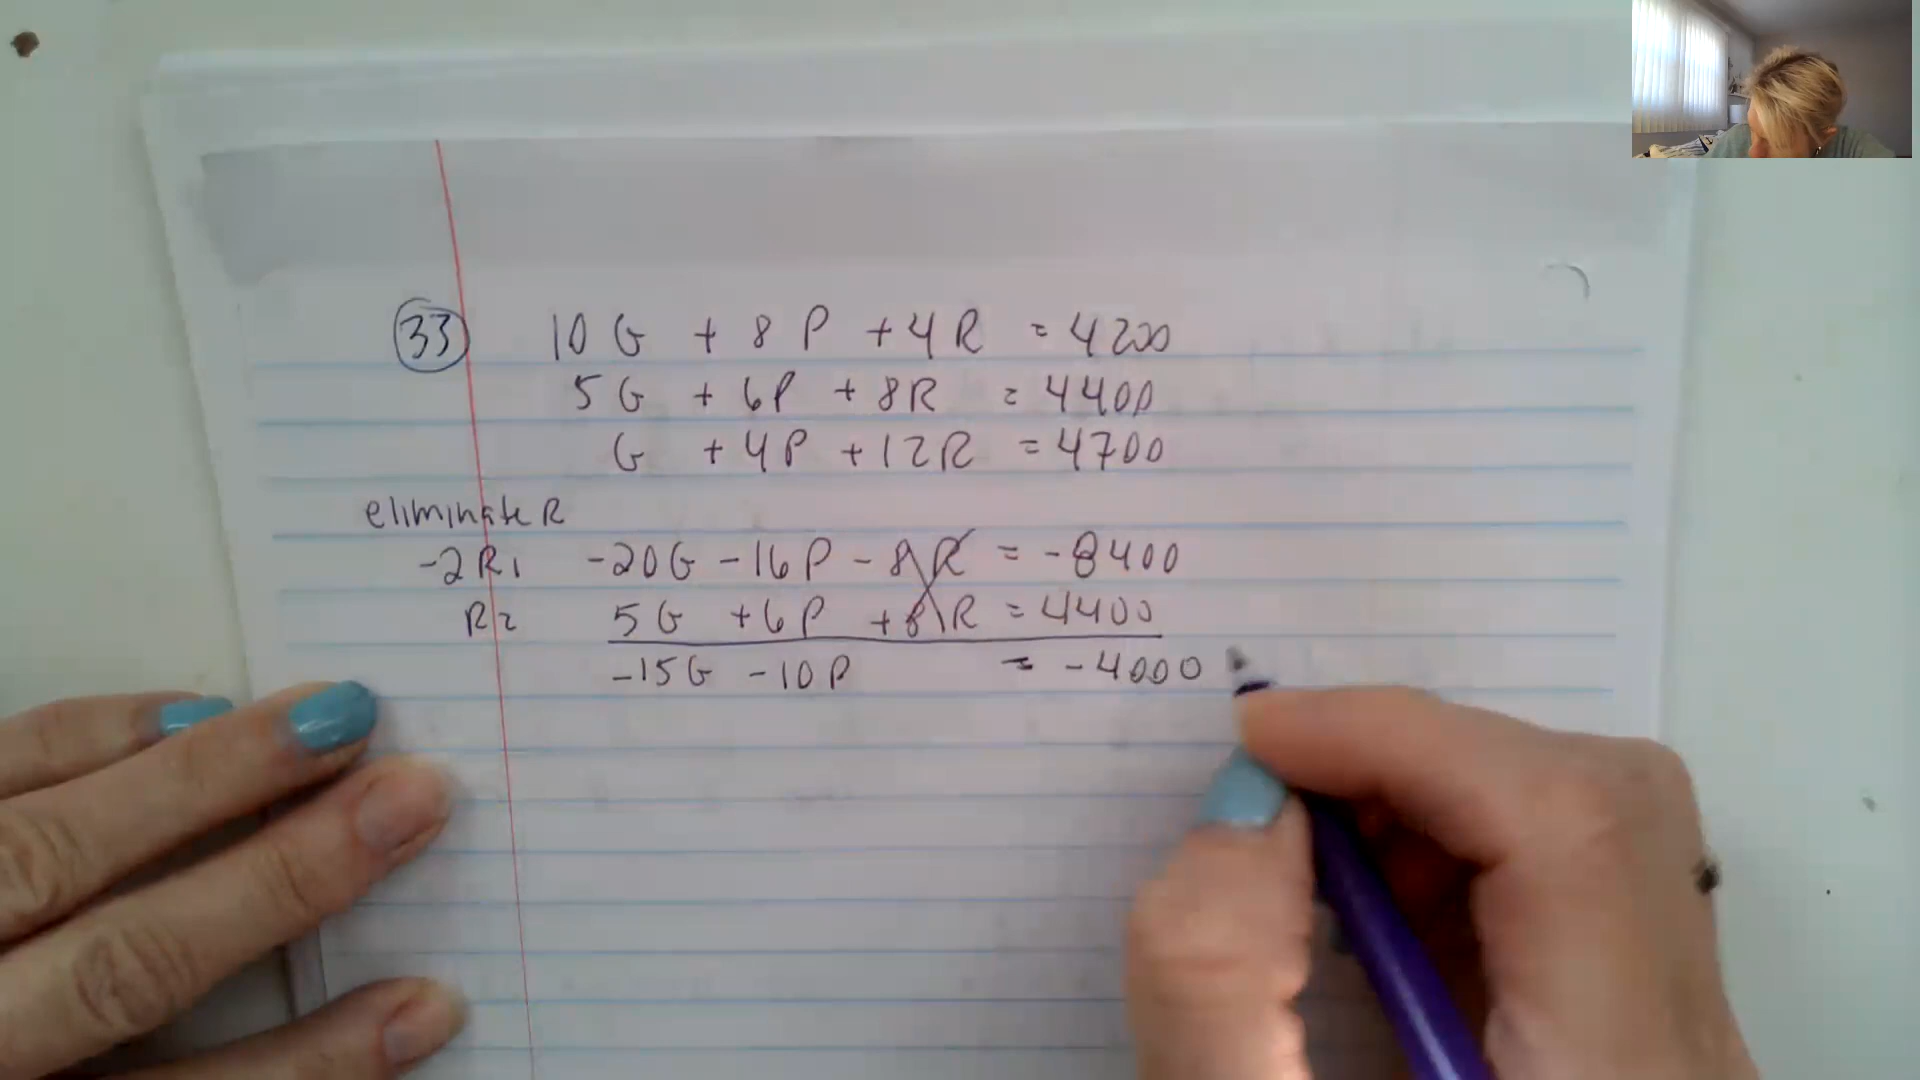 33 10G + 8P + 4R = 4200
5G + 6P + 8R = 4400
G + 4P + 12R = 4700
eliminate R
-2R1 -20G - 16P - 8R = -8400
R2 5G + 6P + 8R = 4400
-15G - 10P = -4000